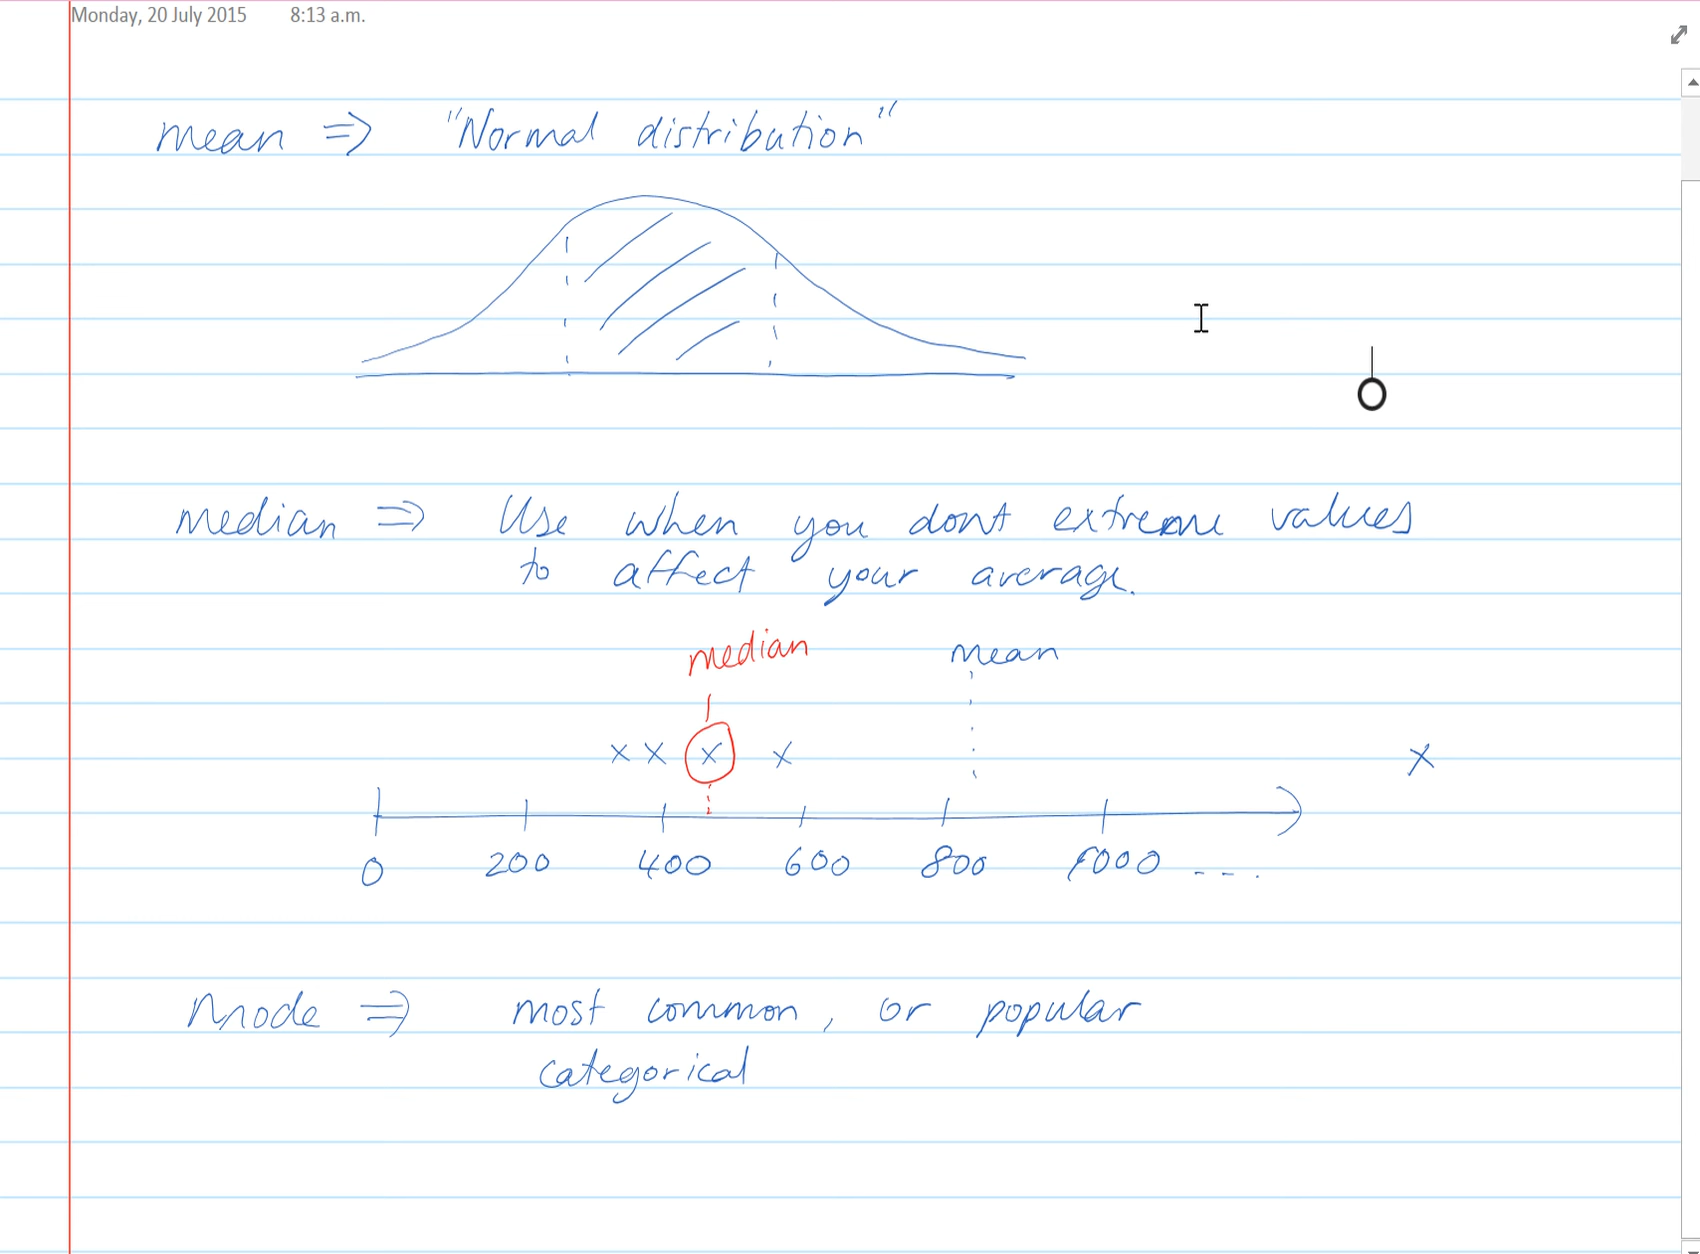 Monday, 20 July 2015 8:13 a.m.
mean ⇒ "Normal distribution"
median ⇒ Use when you dont extreme values
to affect your average.
median mean
x x x x x
0 200 400 600 800 1000 ....
Mode ⇒ most common, or popular
categorical